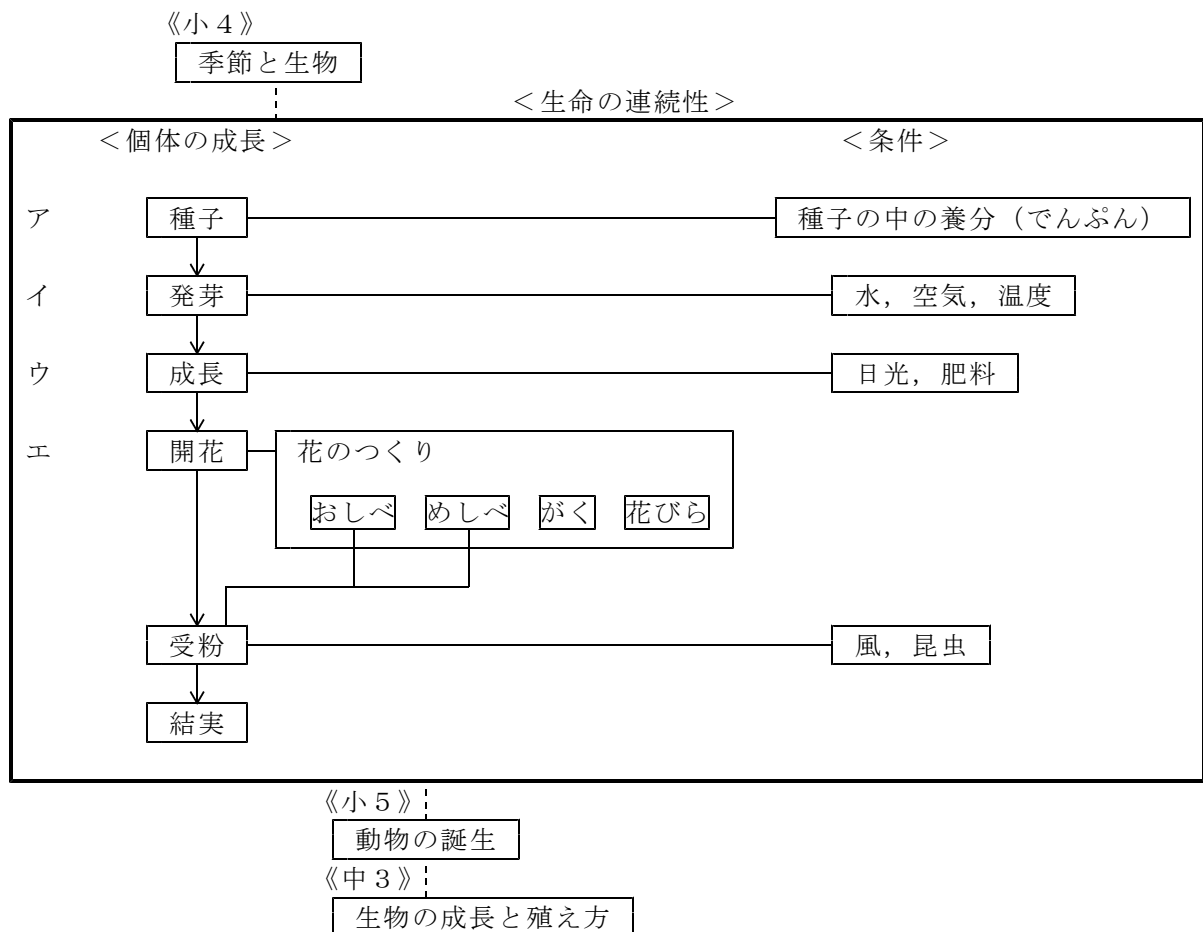 《小４》
季節と生物
＜生命の連続性＞
＜個体の成長＞ ＜条件＞
ア 種子 種子の中の養分（でんぷん）
イ 発芽 水，空気，温度
ウ 成長 日光，肥料
エ 開花 花のつくり
おしべ めしべ がく 花びら
受粉 風，昆虫
結実
《小５》
動物の誕生
《中３》
生物の成長と殖え方